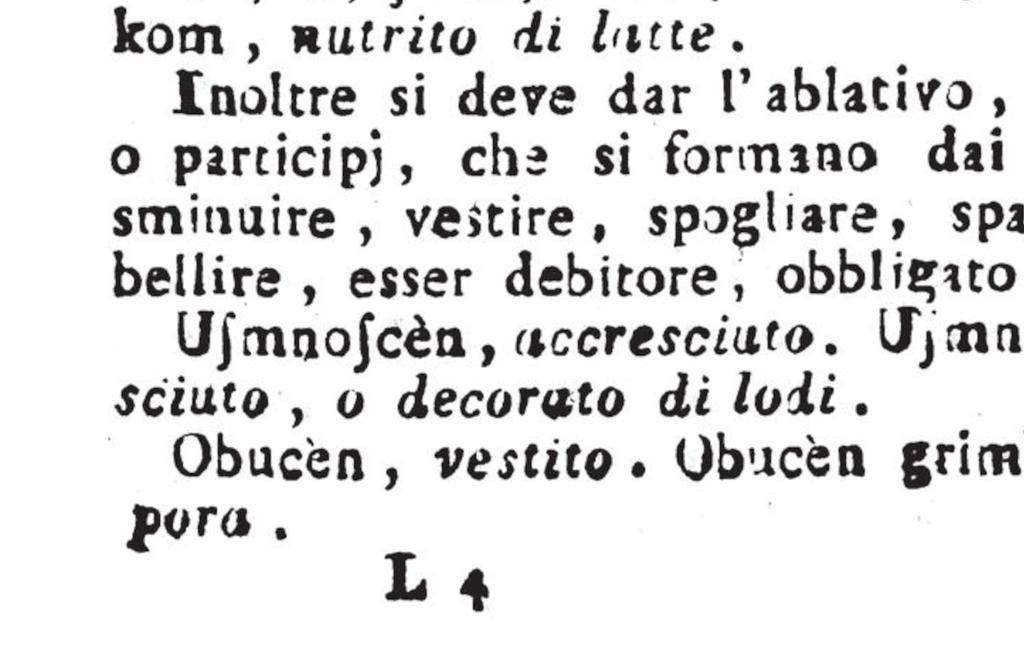 kom, nutrito di latte.
Inoltre si deve dar l'ablativo,
o participj, che si formano dai
sminuire, vestire, spogliare, spa
bellire, esser debitore, obbligato
Uſmnoſcèn, accresciuto. Uſmn
sciuto, o decorato di lodi.
Obucèn, vestito. Obucèn grim
pora.
L 4